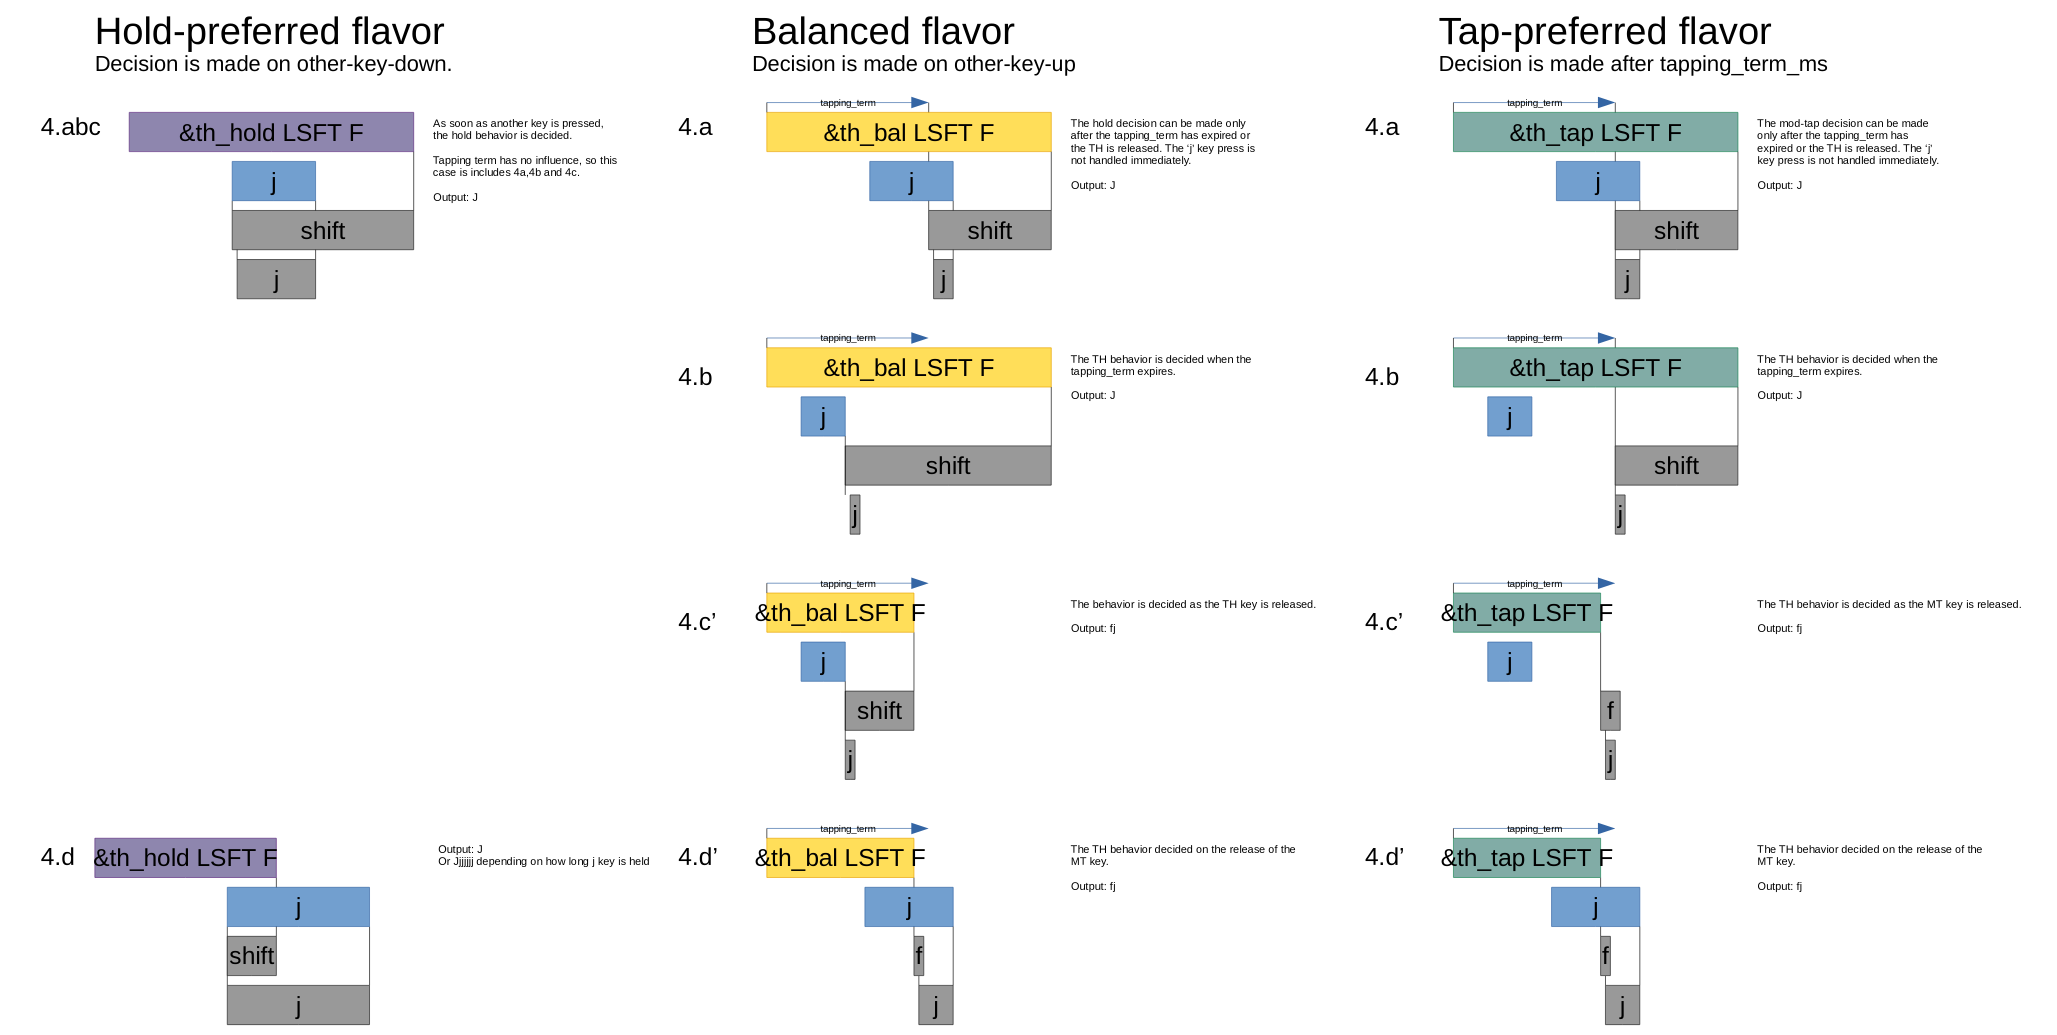 Hold-preferred flavor
Decision is made on other-key-down.
4.abc
&th_hold LSFT F
j
shift
j
As soon as another key is pressed,
the hold behavior is decided.
Tapping term has no influence, so this
case is includes 4a,4b and 4c.
Output: J
4.d
&th_hold LSFT F
j
shift
j
Output: J
Or Jjjjjjj depending on how long j key is held
Balanced flavor
Decision is made on other-key-up
4.a
tapping_term
&th_bal LSFT F
j
shift
j
The hold decision can be made only
after the tapping_term has expired or
the TH is released. The ‘j’ key press is
not handled immediately.
Output: J
4.b
tapping_term
&th_bal LSFT F
j
shift
j
The TH behavior is decided when the
tapping_term expires.
Output: J
4.c’
tapping_term
&th_bal LSFT F
j
shift
j
The behavior is decided as the TH key is released.
Output: fj
4.d’
tapping_term
&th_bal LSFT F
j
f
j
The TH behavior decided on the release of the
MT key.
Output: fj
Tap-preferred flavor
Decision is made after tapping_term_ms
4.a
tapping_term
&th_tap LSFT F
j
shift
j
The mod-tap decision can be made
only after the tapping_term has
expired or the TH is released. The ‘j’
key press is not handled immediately.
Output: J
4.b
tapping_term
&th_tap LSFT F
j
shift
j
The TH behavior is decided when the
tapping_term expires.
Output: J
4.c’
tapping_term
&th_tap LSFT F
j
f
j
The TH behavior is decided as the MT key is released.
Output: fj
4.d’
tapping_term
&th_tap LSFT F
j
f
j
The TH behavior decided on the release of the
MT key.
Output: fj